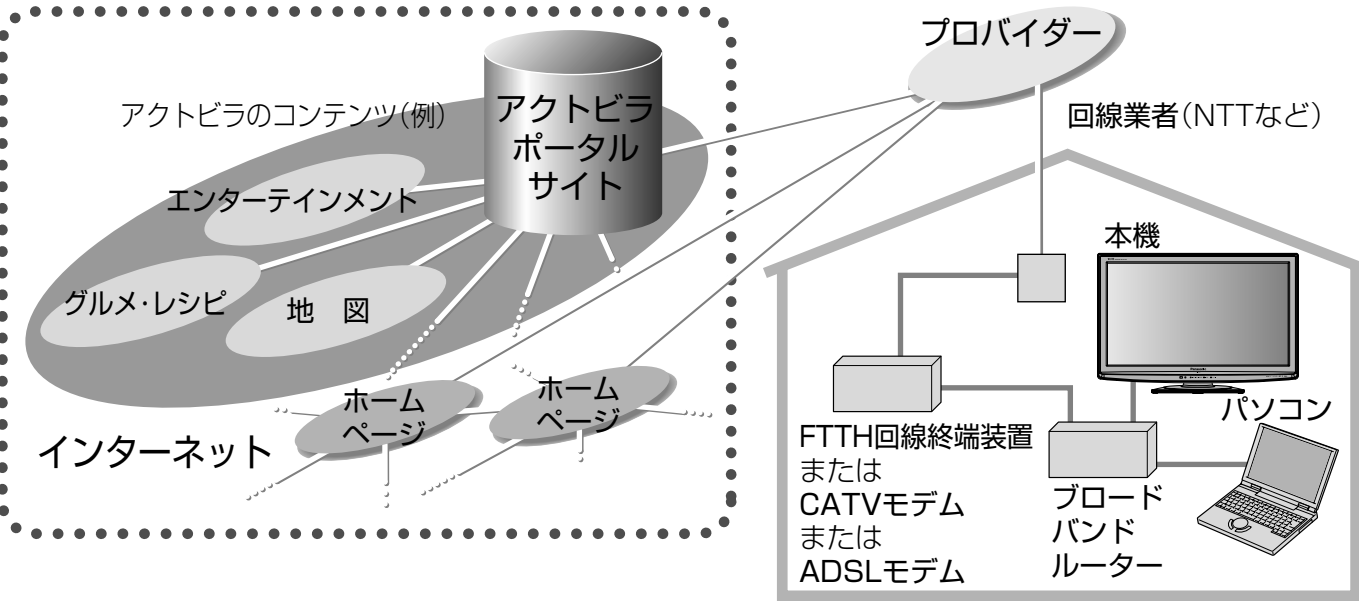 アクトビラのコンテンツ(例)
アクトビラ
ポータル
サイト
エンターテインメント
グルメ・レシピ
地 図
ホーム
ページ
ホーム
ページ
インターネット
プロバイダー
回線業者(NTTなど)
本機
Panasonic
パソコン
FTTH回線終端装置
または
CATVモデム
または
ADSLモデム
ブロード
バンド
ルーター